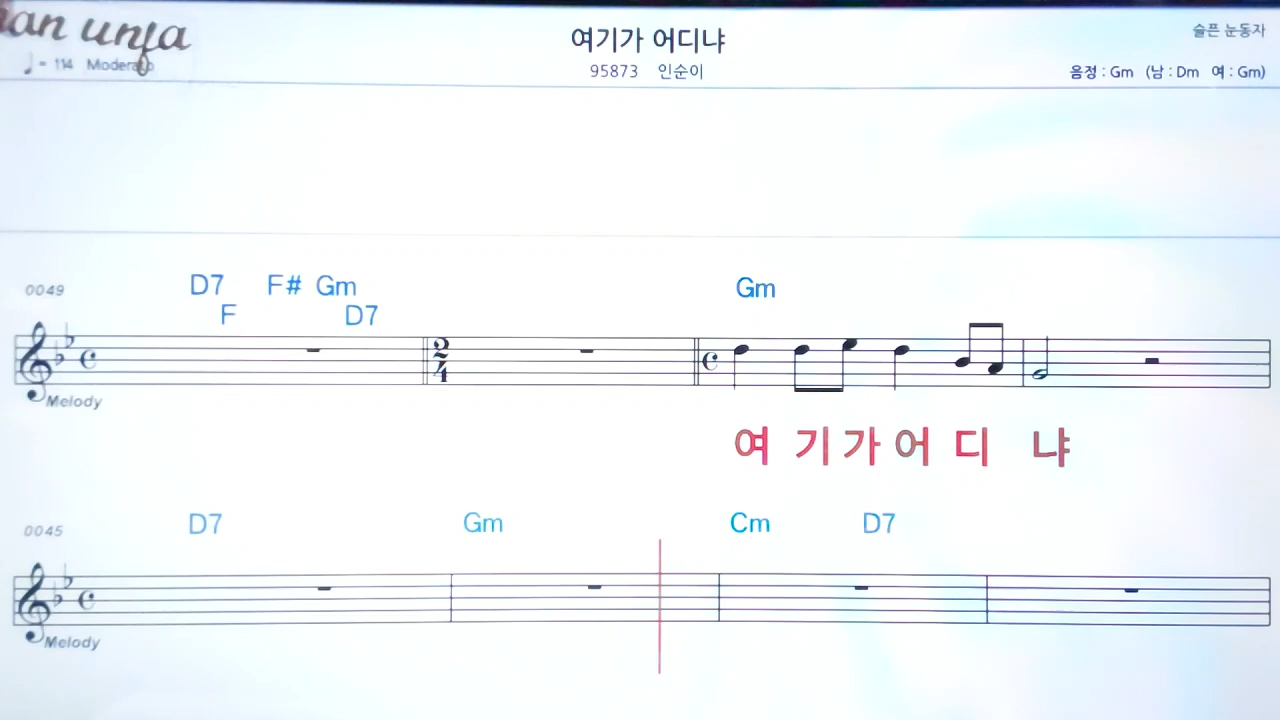 여기가 어디냐
슬픈 눈동자
= 114 Moderato
95873 인순이
음정 : Gm (남 : Dm 여 : Gm)
0049 D7 F# Gm Gm
F D7
2
4
Melody
여 기 가 어 디 냐
0045 D7 Gm Cm D7
Melody